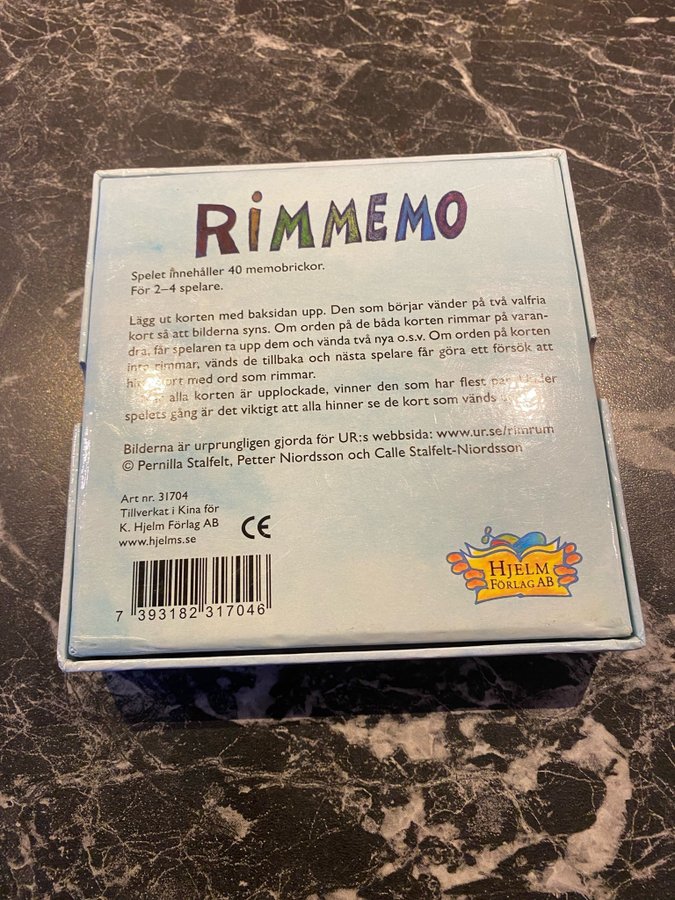 RIMMEMO
Spelet innehåller 40 memobrickor.
För 2–4 spelare.
Lägg ut korten med baksidan upp. Den som börjar vänder på två valfria
kort så att bilderna syns. Om orden på de båda korten rimmar på varan-
dra, får spelaren ta upp dem och vända två nya o.s.v. Om orden på korten
inte rimmar, vänds de tillbaka och nästa spelare får göra ett försök att
kort med ord som rimmar.
alla korten är upplockade, vinner den som har flest par. Under
spelets gång är det viktigt att alla hinner se de kort som vänds
Bilderna är urprungligen gjorda för UR:s webbsida: www.ur.se/rimrum
© Pernilla Stalfelt, Petter Niordsson och Calle Stalfelt-Niordsson
Art nr. 31704
Tillverkat i Kina för
K. Hjelm Förlag AB
www.hjelms.se
CE
7 393182 317046
HJELM
FÖRLAG AB